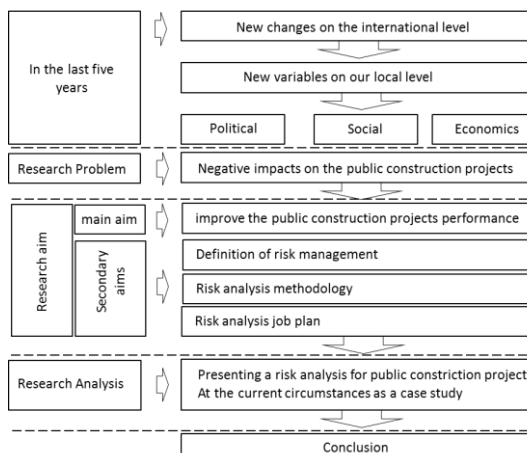 New changes on the international level
In the last five
years
New variables on our local level
Political
Social
Economics
Research Problem
Negative impacts on the public construction projects
Research aim
main aim
improve the public construction projects performance
Secondary
aims
Definition of risk management
Risk analysis methodology
Risk analysis job plan
Research Analysis
Presenting a risk analysis for public constriction project
At the current circumstances as a case study
Conclusion